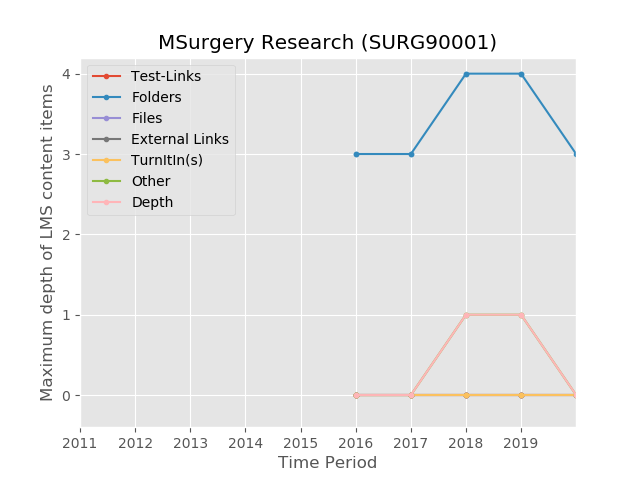 MSurgery Research (SURG90001)
Test-Links
Folders
Files
External Links
TurnItIn(s)
Other
Depth
Maximum depth of LMS content items
4
3
2
1
0
2011 2012 2013 2014 2015 2016 2017 2018 2019
Time Period